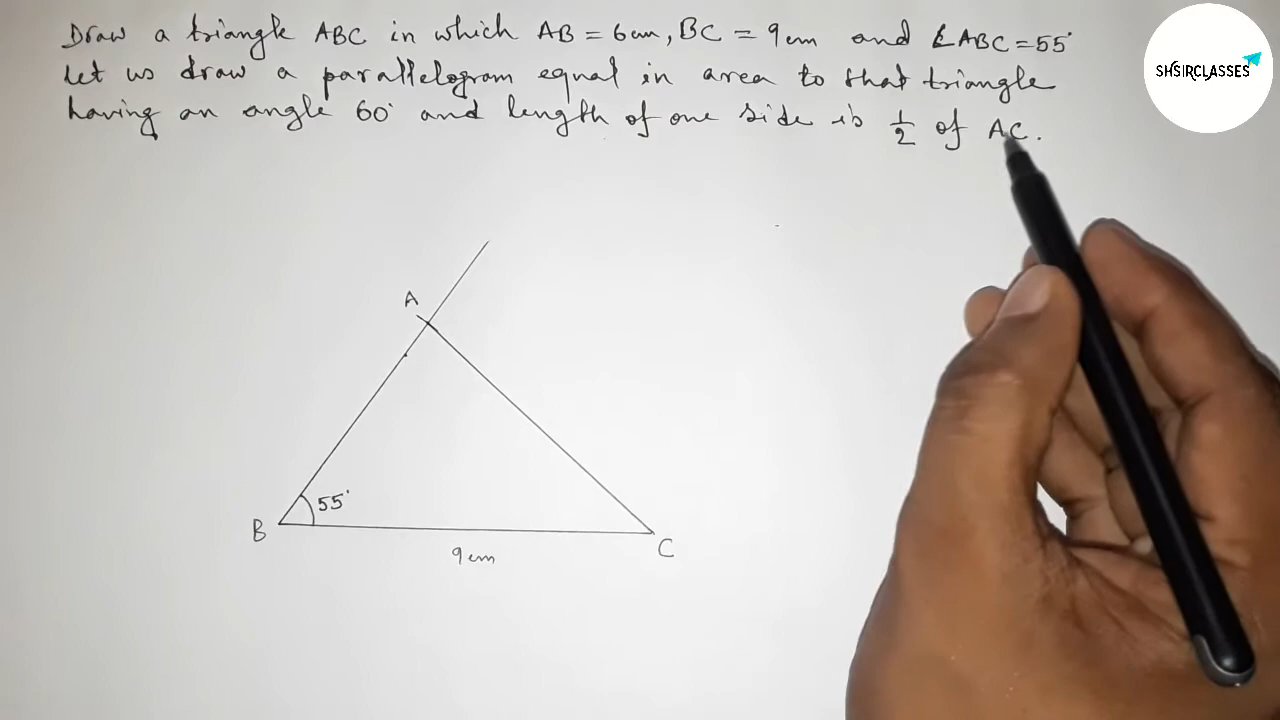 Draw a triangle ABC in which AB = 6cm, BC = 9cm and ∠ABC = 55°
Let us draw a parallelogram equal in area to that triangle
having an angle 60° and length of one side is 1/2 of AC.
SHSIRCLASSES
A
55°
B
C
9cm